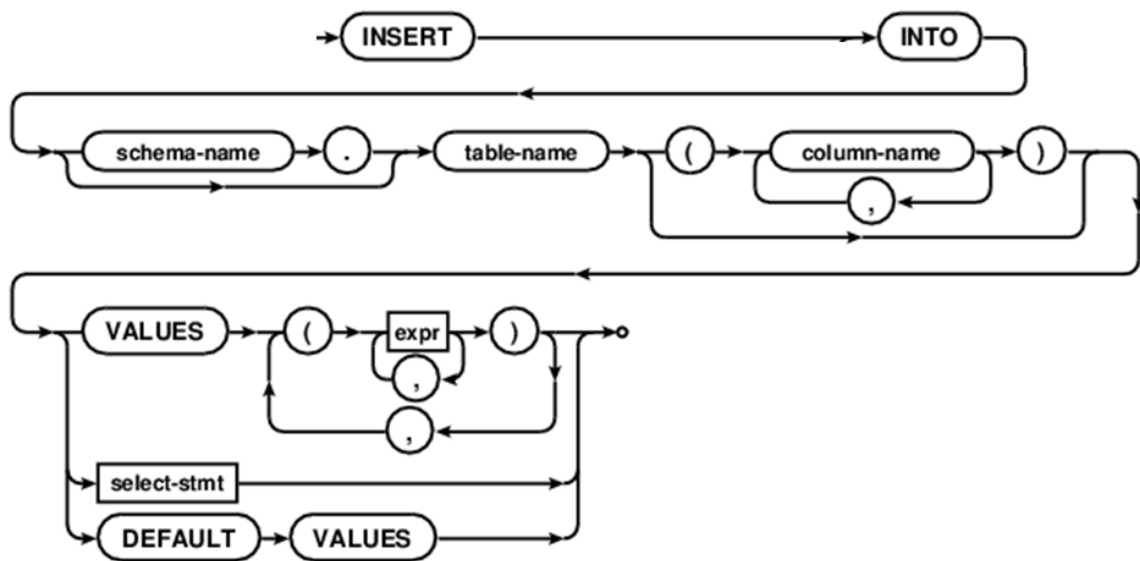 INSERT INTO
schema-name . table-name ( column-name )
,
VALUES ( expr )
,
,
select-stmt
DEFAULT VALUES